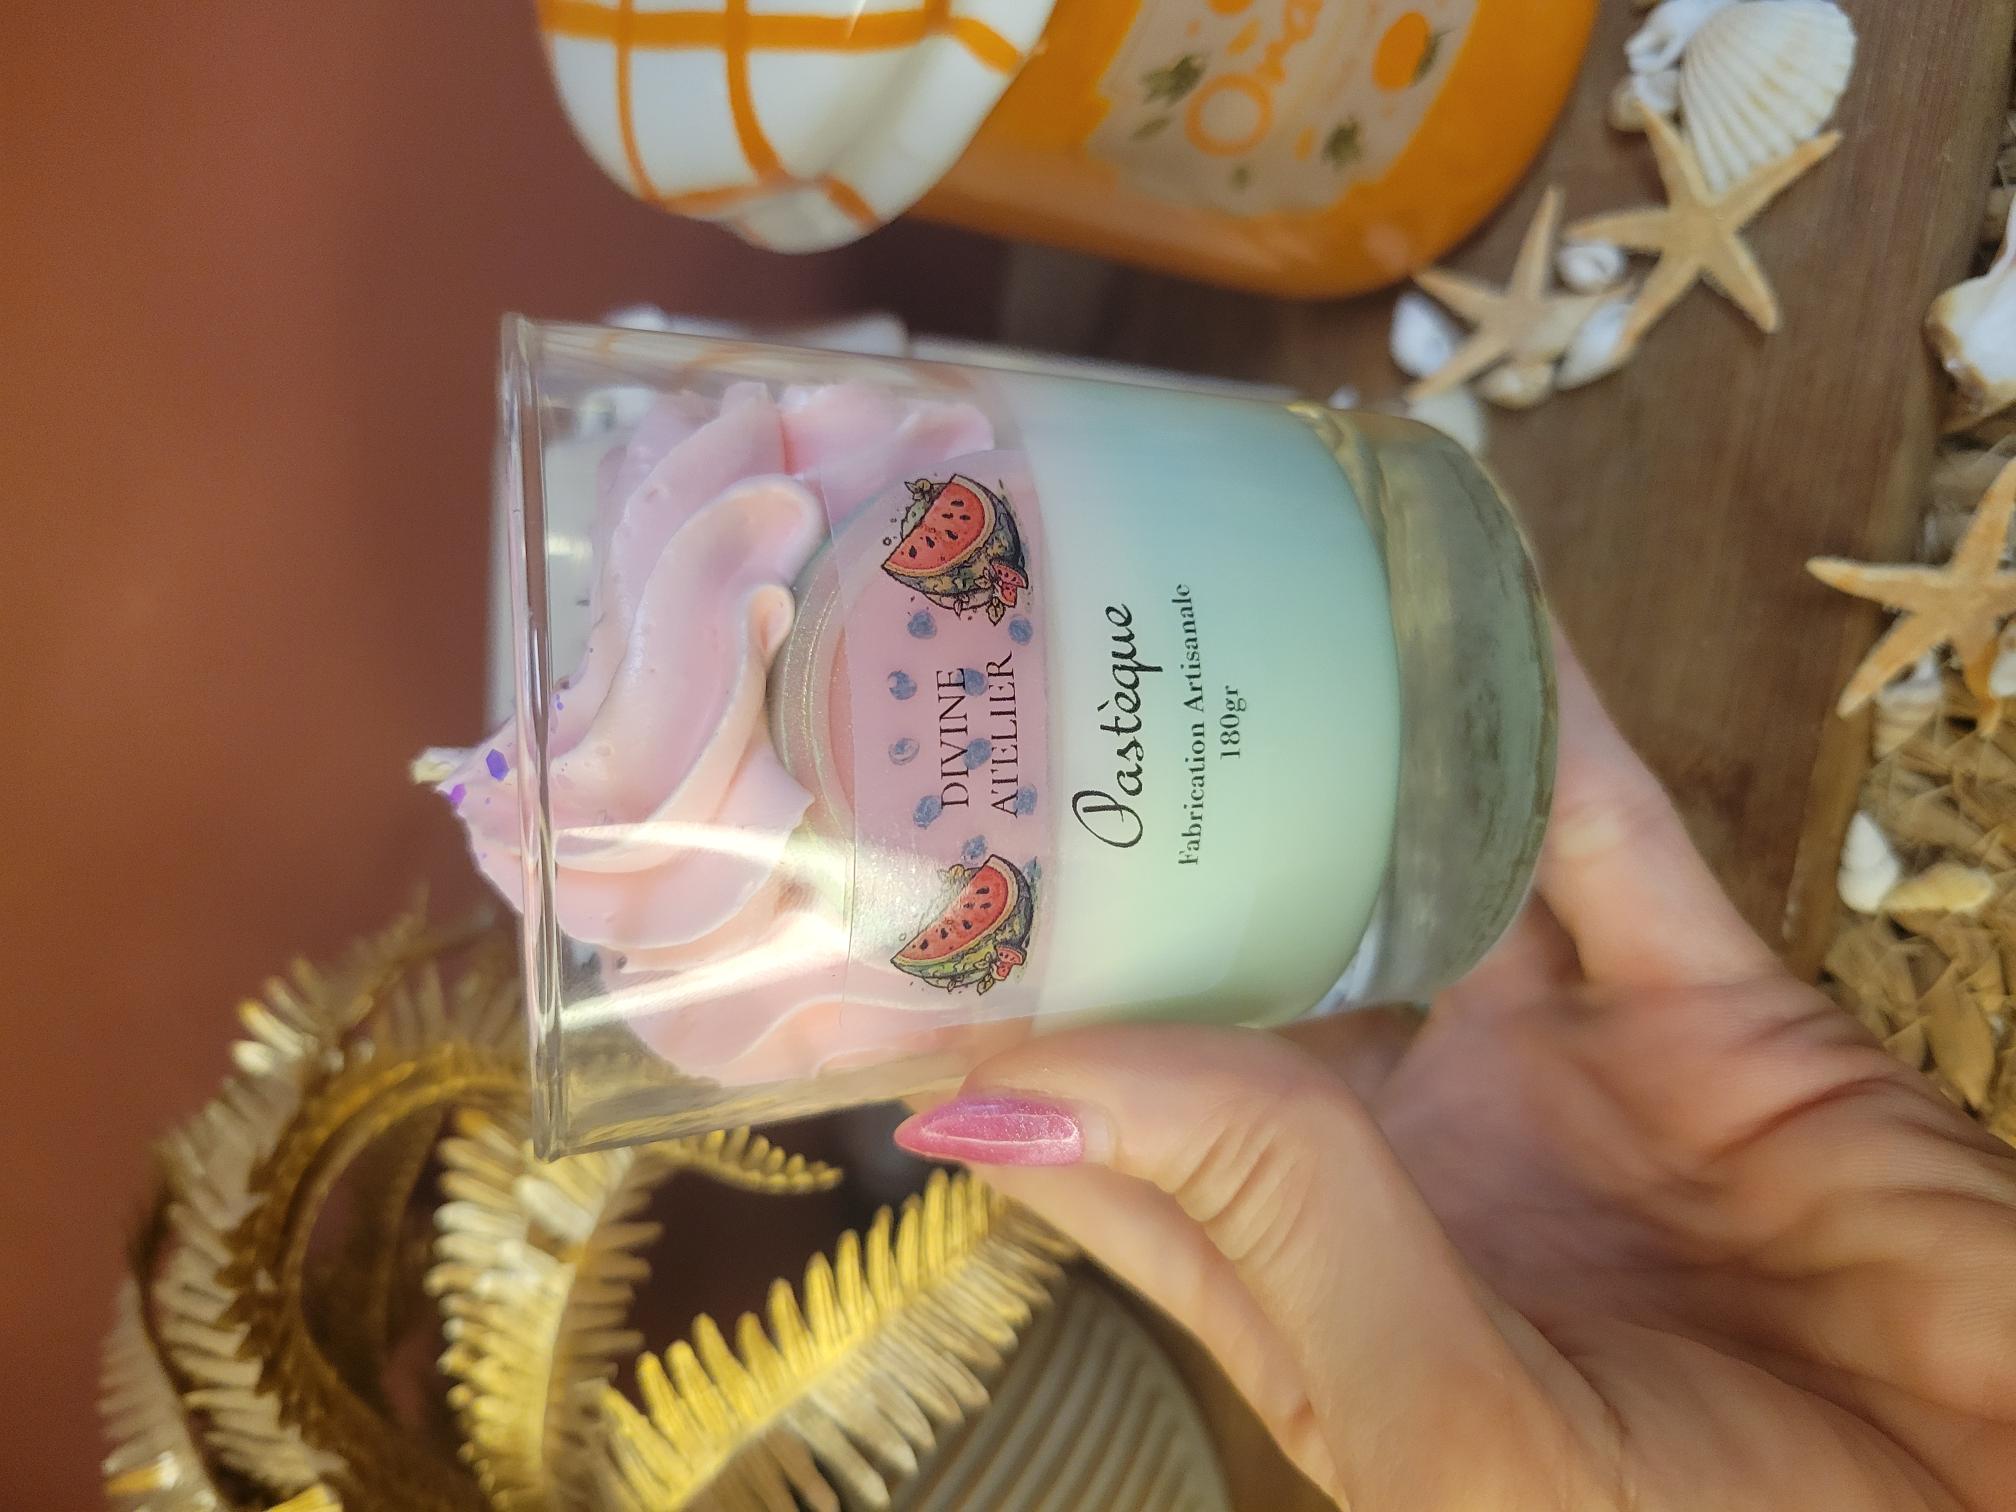 DIVINE
ATELIER
Pastèque
Fabrication Artisanale
180gr